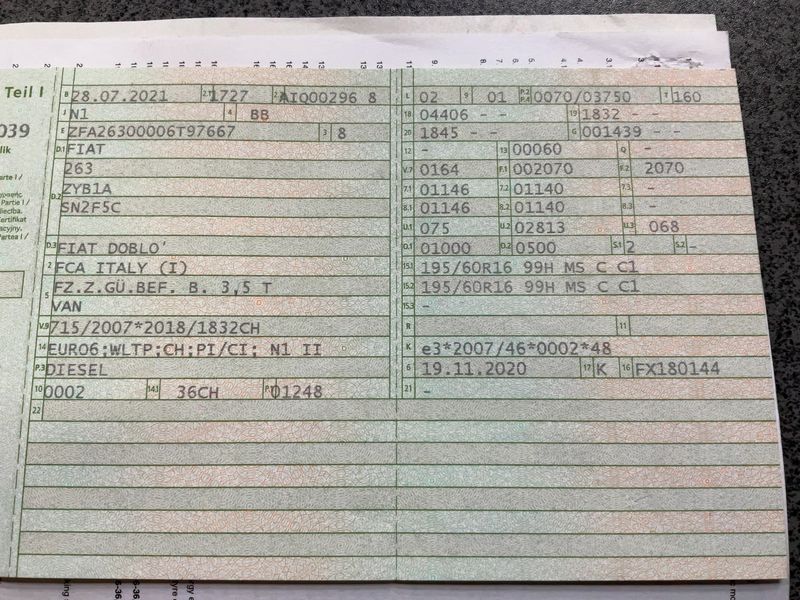 Teil I
039
lik
B 28.07.2021 2.1 1727 2 AIQ00296 8
J N1 4 BB
E ZFA26300006T97667 3 8
D.1 FIAT
263
D.2 ZYB1A
SN2F5C
D.3 FIAT DOBLO'
2 FCA ITALY (I)
5 FZ.Z.GÜ.BEF. B. 3,5 T
VAN
V.9 715/2007*2018/1832CH
14 EURO6;WLTP;CH;PI/CI; N1 II
P.3 DIESEL
10 0002 14.1 36CH P.1 01248
22
L 02 9 01 P.2 P.4 0070/03750 T 160
18 04406 - - 19 1832 - -
20 1845 - - G 001439 - -
12 - 13 00060 Q -
V.7 0164 F.1 002070 F.2 2070
7.1 01146 7.2 01140 7.3 -
8.1 01146 8.2 01140 8.3 -
U.1 075 U.2 02813 U.3 068
O.1 01000 O.2 0500 S.1 2 S.2 -
15.1 195/60R16 99H MS C C1
15.2 195/60R16 99H MS C C1
15.3 -
R 11
K e3*2007/46*0002*48
6 19.11.2020 17 K 16 FX180144
21 -